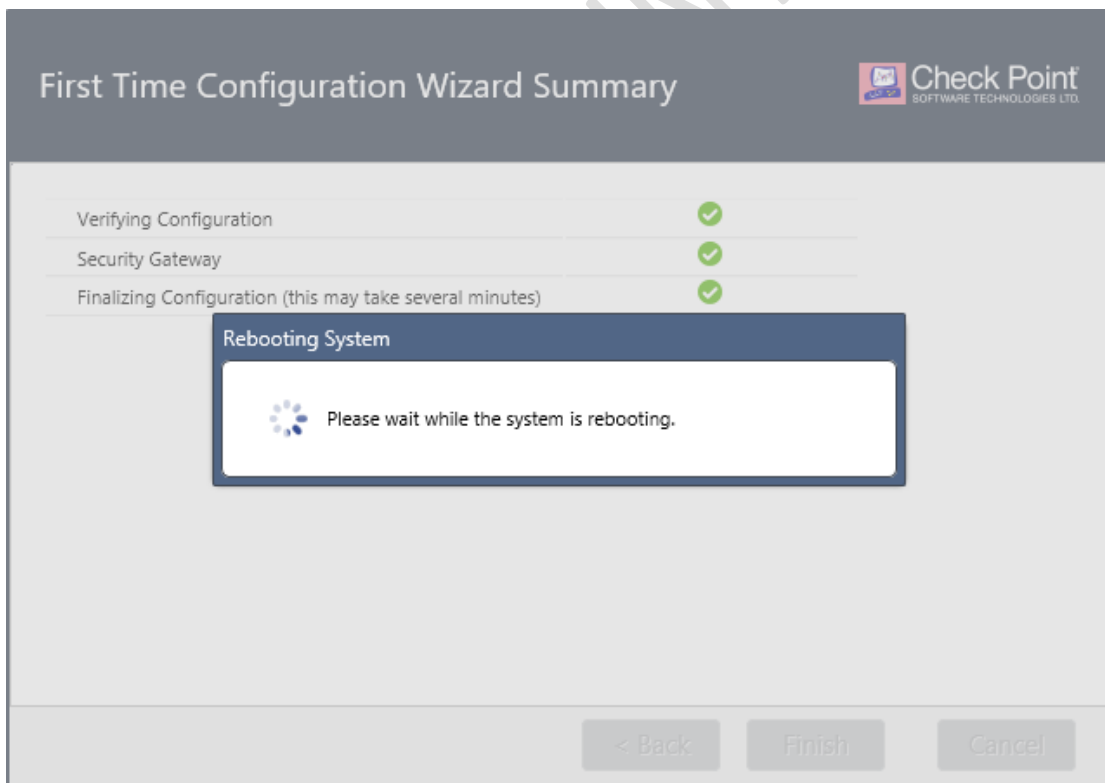 First Time Configuration Wizard Summary
Check Point
SOFTWARE TECHNOLOGIES LTD.
Verifying Configuration
Security Gateway
Finalizing Configuration (this may take several minutes)
Rebooting System
Please wait while the system is rebooting.
< Back
Finish
Cancel